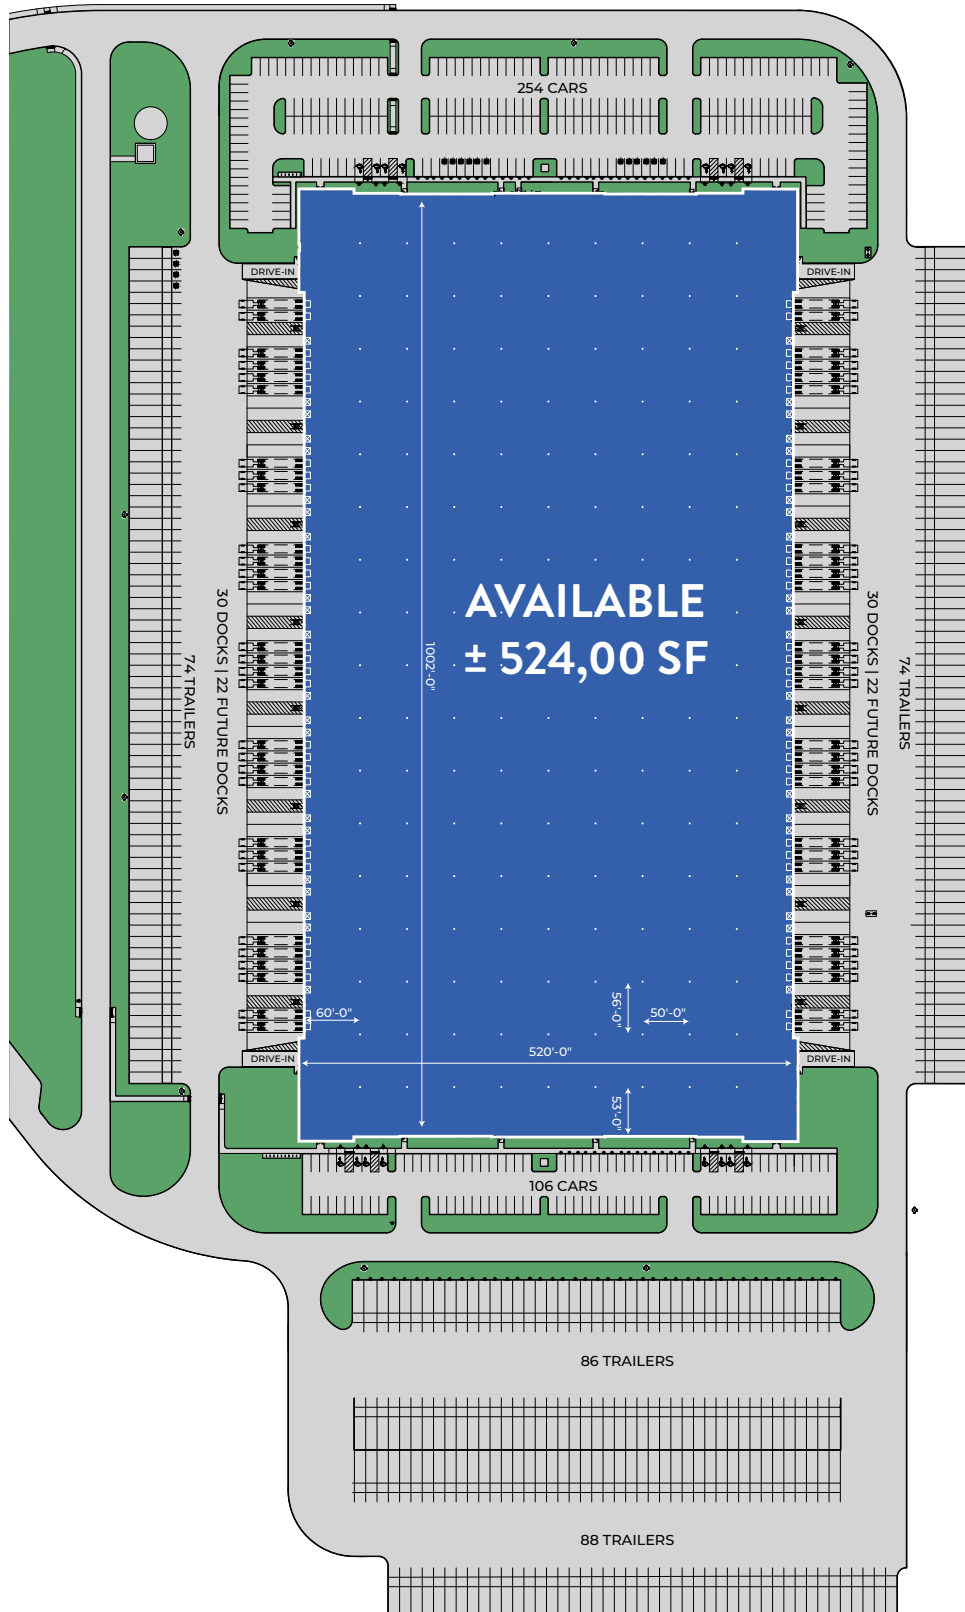 254 CARS
DRIVE-IN
DRIVE-IN
AVAILABLE
± 524,00 SF
1002'-0"
30 DOCKS | 22 FUTURE DOCKS
74 TRAILERS
30 DOCKS | 22 FUTURE DOCKS
74 TRAILERS
56'-0"
60'-0"
50'-0"
520'-0"
DRIVE-IN
DRIVE-IN
53'-0"
106 CARS
86 TRAILERS
88 TRAILERS